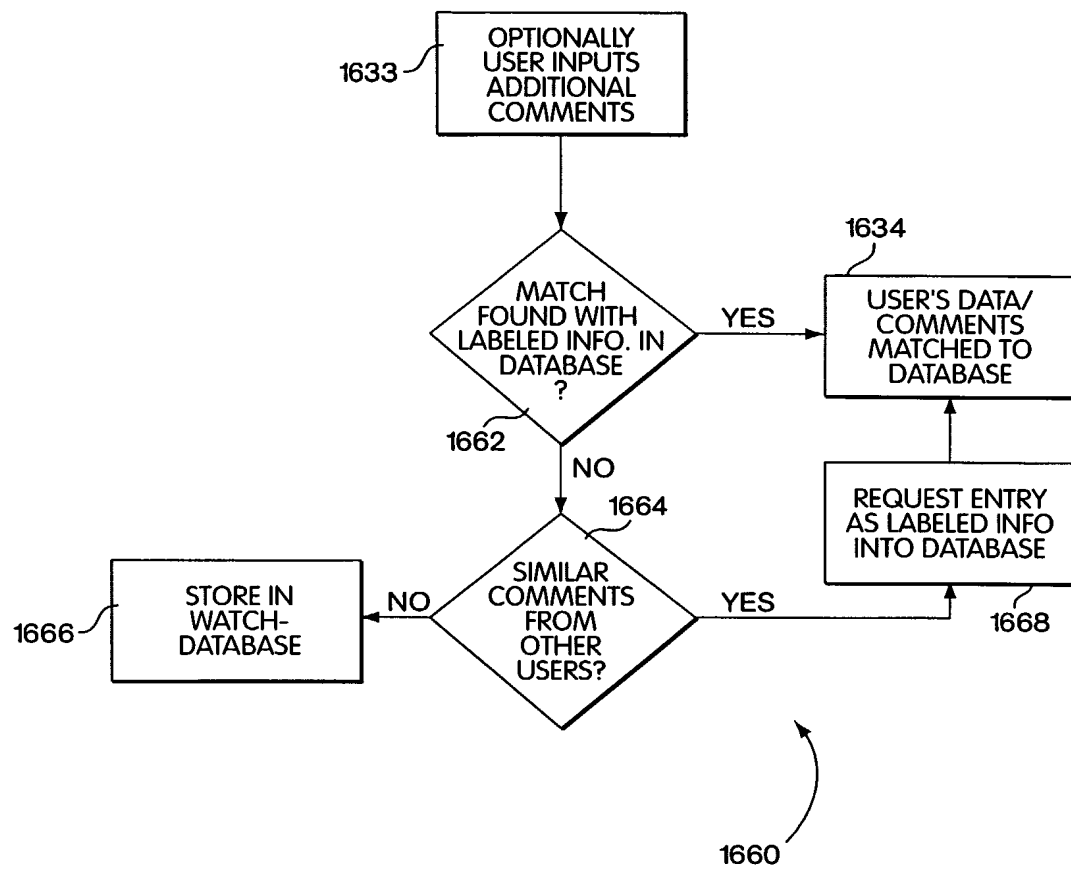 1633
OPTIONALLY
USER INPUTS
ADDITIONAL
COMMENTS
MATCH
FOUND WITH
LABELED INFO. IN
DATABASE
?
1662
YES
1634
USER'S DATA/
COMMENTS
MATCHED TO
DATABASE
NO
1664
SIMILAR
COMMENTS
FROM
OTHER
USERS?
NO
1666
STORE IN
WATCH-
DATABASE
YES
REQUEST ENTRY
AS LABELED INFO
INTO DATABASE
1668
1660